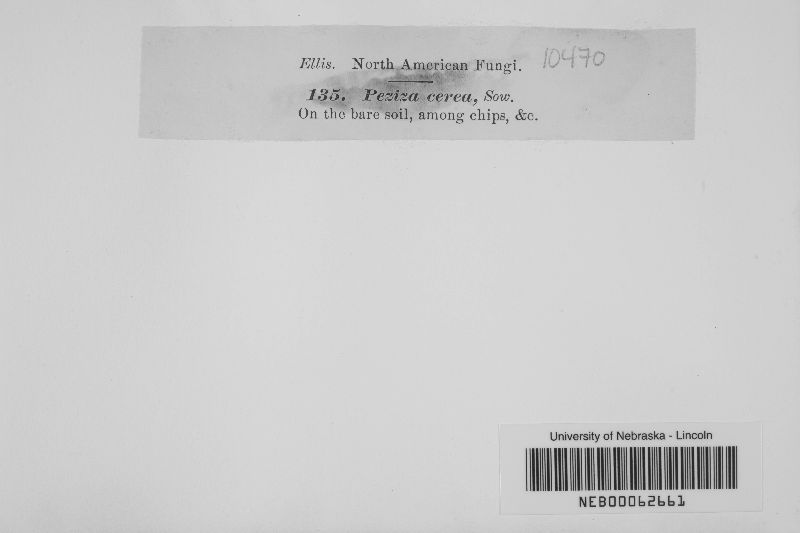 Ellis. North American Fungi. 10470
135. Peziza cerea, Sow.
On the bare soil, among chips, &c.
University of Nebraska - Lincoln
NEB00062661